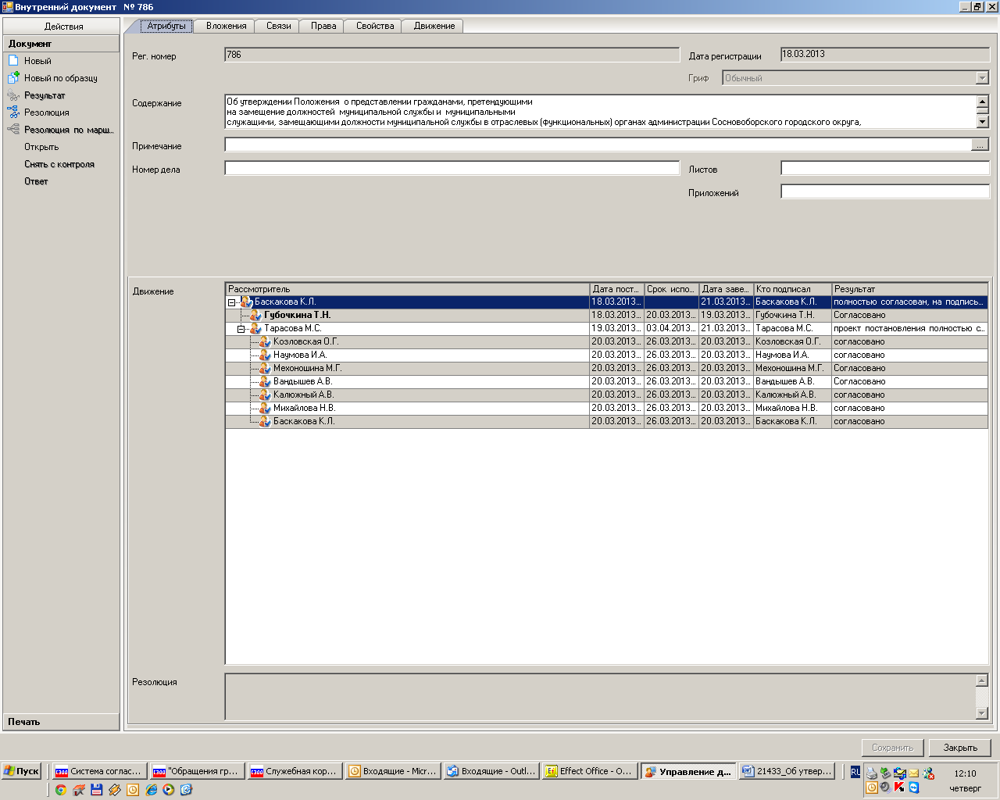 Внутренний документ № 786
Действия
Документ
Новый
Новый по образцу
Результат
Резолюция
Резолюция по марш...
Открыть
Снять с контроля
Ответ
Печать
Атрибуты Вложения Связи Права Свойства Движение
Рег. номер 786 Дата регистрации 18.03.2013
Гриф Обычный
Содержание Об утверждении Положения о представлении гражданами, претендующими
на замещение должностей муниципальной службы и муниципальными
служащими, замещающими должности муниципальной службы в отраслевых (функциональных) органах администрации Сосновоборского городского округа,
Примечание ...
Номер дела Листов
Приложений
Движение
Рассмотритель Дата пост... Срок испо... Дата заве... Кто подписал Результат
Баскакова К.Л. 18.03.2013... 21.03.2013... Баскакова К.Л. полностью согласован, на подпись...
Губочкина Т.Н. 18.03.2013... 20.03.2013... 19.03.2013... Губочкина Т.Н. Согласовано
Тарасова М.С. 19.03.2013... 03.04.2013... 21.03.2013... Тарасова М.С. проект постановления полностью с...
Козловская О.Г. 20.03.2013... 26.03.2013... 20.03.2013... Козловская О.Г. согласовано
Наумова И.А. 20.03.2013... 26.03.2013... 20.03.2013... Наумова И.А. согласовано
Мехоношина М.Г. 20.03.2013... 26.03.2013... 20.03.2013... Мехоношина М.Г. Согласовано
Вандышев А.В. 20.03.2013... 26.03.2013... 20.03.2013... Вандышев А.В. Согласовано
Калюжный А.В. 20.03.2013... 26.03.2013... 20.03.2013... Калюжный А.В. согласовано
Михайлова Н.В. 20.03.2013... 26.03.2013... 20.03.2013... Михайлова Н.В. согласовано
Баскакова К.Л. 20.03.2013... 26.03.2013... 20.03.2013... Баскакова К.Л. согласовано
Резолюция
Сохранить Закрыть
Пуск Система соглас... "Обращения гр... Служебная кор... Входящие - Micr... Входящие - Outl... Effect Office - O... Управление д... 21433_Об утвер... RU 12:10
четверг